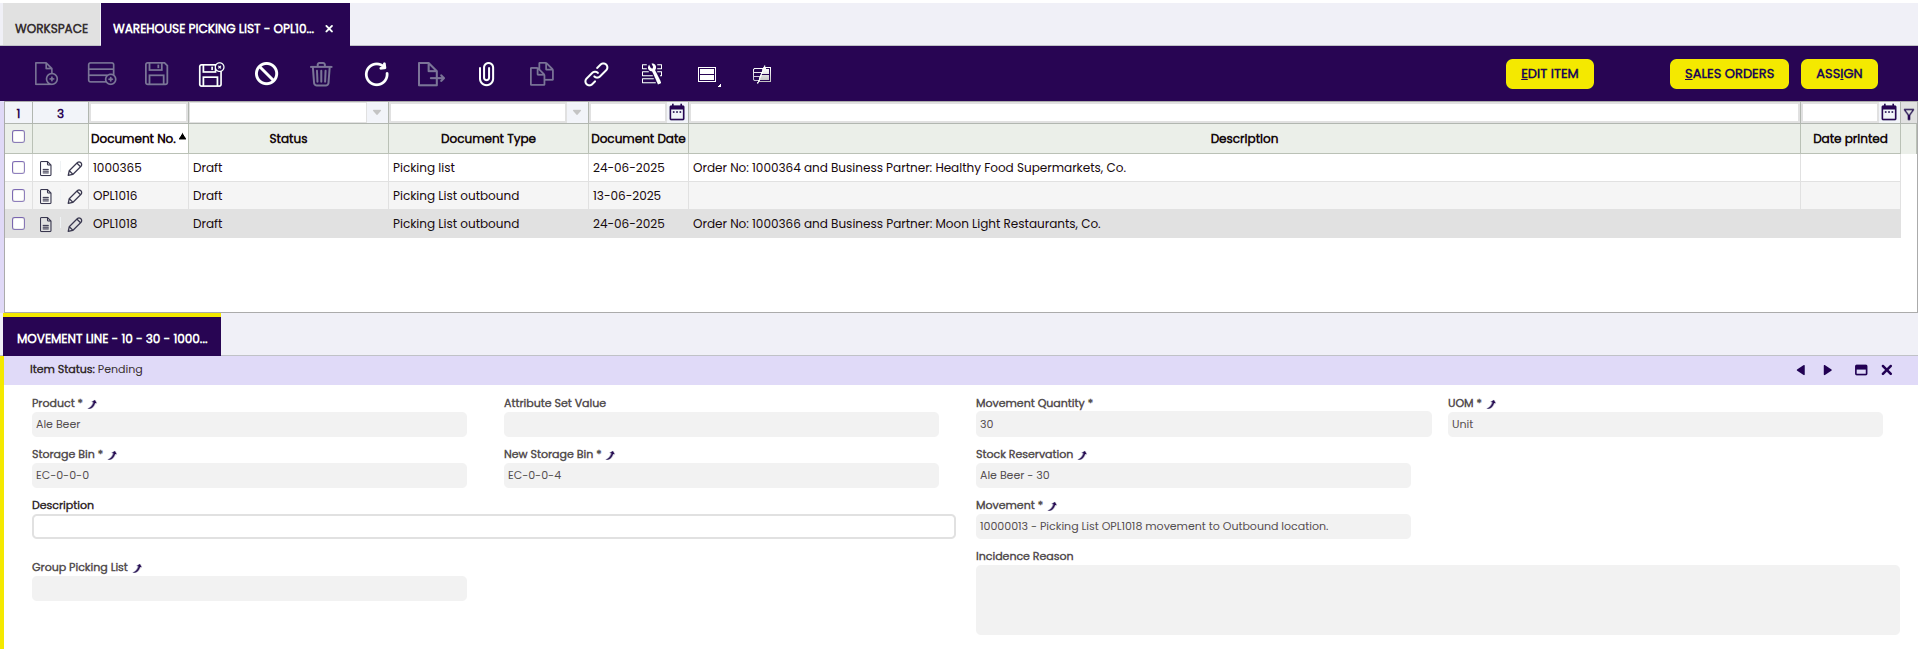 WORKSPACE
WAREHOUSE PICKING LIST - OPL10...
EDIT ITEM
SALES ORDERS
ASSIGN
1 3
Document No. Status Document Type Document Date Description Date printed
1000365 Draft Picking list 24-06-2025 Order No: 1000364 and Business Partner: Healthy Food Supermarkets, Co.
OPL1016 Draft Picking List outbound 13-06-2025
OPL1018 Draft Picking List outbound 24-06-2025 Order No: 1000366 and Business Partner: Moon Light Restaurants, Co.
MOVEMENT LINE - 10 - 30 - 1000...
Item Status: Pending
Product * Attribute Set Value Movement Quantity * UOM *
Ale Beer 30 Unit
Storage Bin * New Storage Bin * Stock Reservation
EC-0-0-0 EC-0-0-4 Ale Beer - 30
Description Movement *
10000013 - Picking List OPL1018 movement to Outbound location.
Incidence Reason
Group Picking List